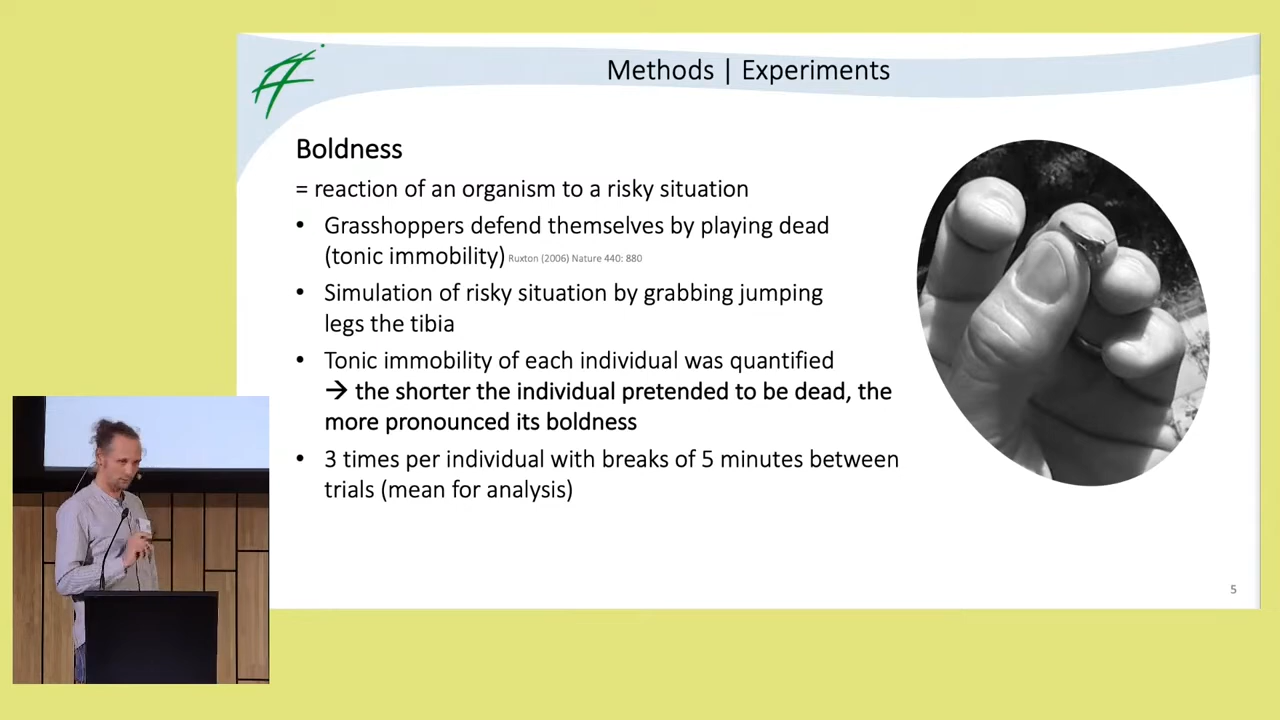 Methods | Experiments
Boldness
= reaction of an organism to a risky situation
• Grasshoppers defend themselves by playing dead
(tonic immobility) Ruxton (2006) Nature 440: 880
• Simulation of risky situation by grabbing jumping
legs the tibia
• Tonic immobility of each individual was quantified
→ the shorter the individual pretended to be dead, the
more pronounced its boldness
• 3 times per individual with breaks of 5 minutes between
trials (mean for analysis)
5